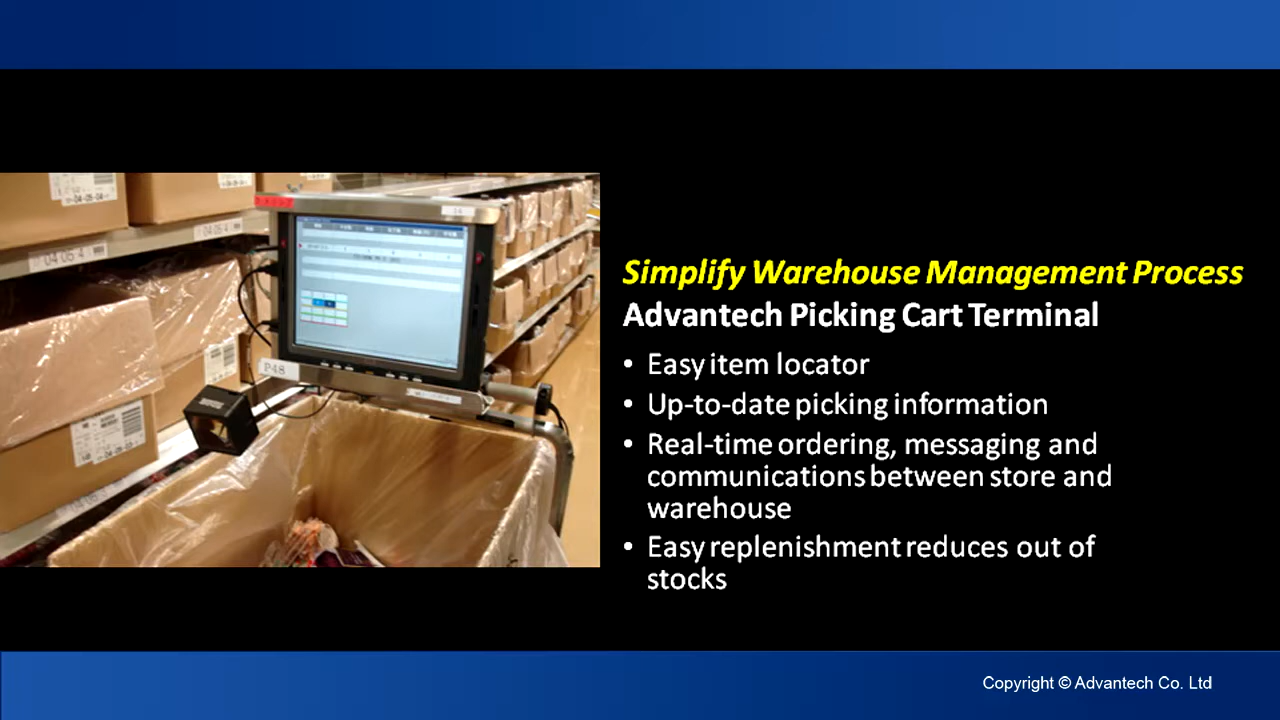 Simplify Warehouse Management Process
Advantech Picking Cart Terminal
• Easy item locator
• Up-to-date picking information
• Real-time ordering, messaging and
communications between store and
warehouse
• Easy replenishment reduces out of
stocks
P48
Copyright © Advantech Co. Ltd